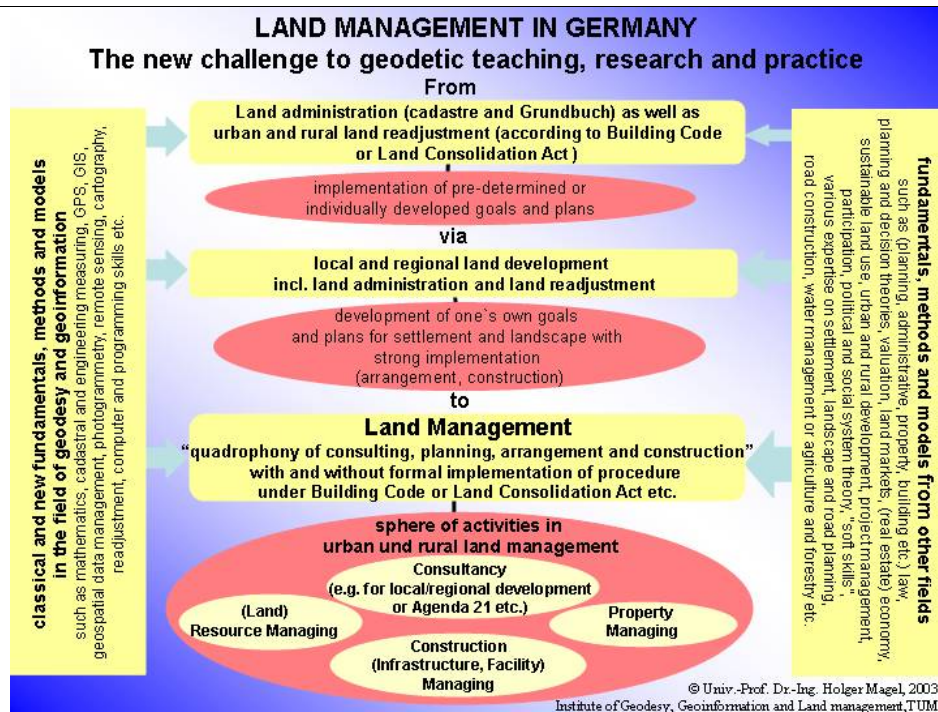 LAND MANAGEMENT IN GERMANY
The new challenge to geodetic teaching, research and practice
From
Land administration (cadastre and Grundbuch) as well as
urban and rural land readjustment (according to Building Code
or Land Consolidation Act )
implementation of pre-determined or
individually developed goals and plans
via
local and regional land development
incl. land administration and land readjustment
development of one`s own goals
and plans for settlement and landscape with
strong implementation
(arrangement, construction)
to
Land Management
“quadrophony of consulting, planning, arrangement and construction”
with and without formal implementation of procedure
under Building Code or Land Consolidation Act etc.
sphere of activities in
urban und rural land management
Consultancy
(e.g. for local/regional development
or Agenda 21 etc.)
(Land)
Resource Managing
Property
Managing
Construction
(Infrastructure, Facility)
Managing
classical and new fundamentals, methods and models
in the field of geodesy and geoinformation
such as mathematics, cadastral and engineering measuring, GPS, GIS,
geospatial data management, photogrammetry, remote sensing, cartography,
readjustment, computer and programming skills etc.
fundamentals, methods and models from other fields
such as (planning, administrative, property, building etc.) law,
planning and decision theories, valuation, land markets, (real estate) economy,
sustainable land use, urban and rural development, project management,
participation, political and social system theory, "soft skills",
various expertise on settlement, landscape and road planning,
road construction, water management or agriculture and forestry etc.
© Univ.-Prof. Dr.-Ing. Holger Magel, 2003
Institute of Geodesy, Geoinformation and Land management,TUM